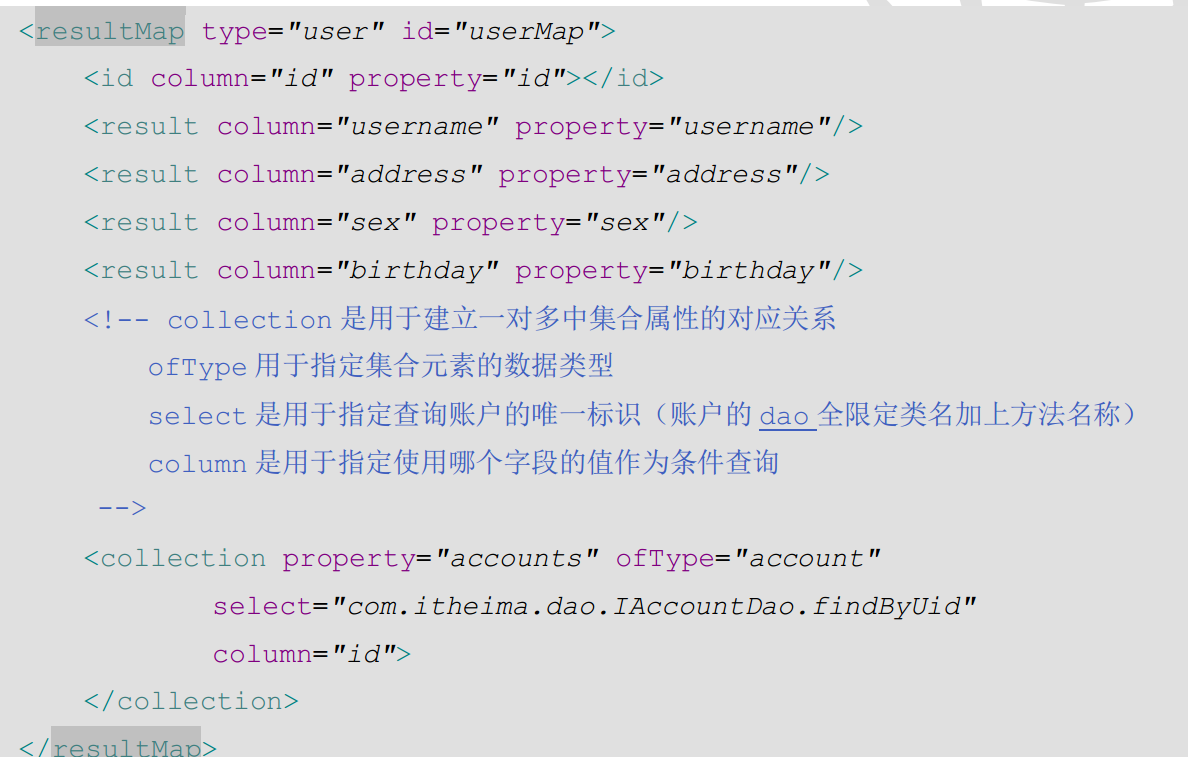 <resultMap type="user" id="userMap">
<id column="id" property="id"></id>
<result column="username" property="username"/>
<result column="address" property="address"/>
<result column="sex" property="sex"/>
<result column="birthday" property="birthday"/>
<!-- collection 是用于建立一对多中集合属性的对应关系
ofType 用于指定集合元素的数据类型
select 是用于指定查询账户的唯一标识（账户的 dao 全限定类名加上方法名称）
column 是用于指定使用哪个字段的值作为条件查询
-->
<collection property="accounts" ofType="account"
select="com.itheima.dao.IAccountDao.findByUid"
column="id">
</collection>
</resultMap>